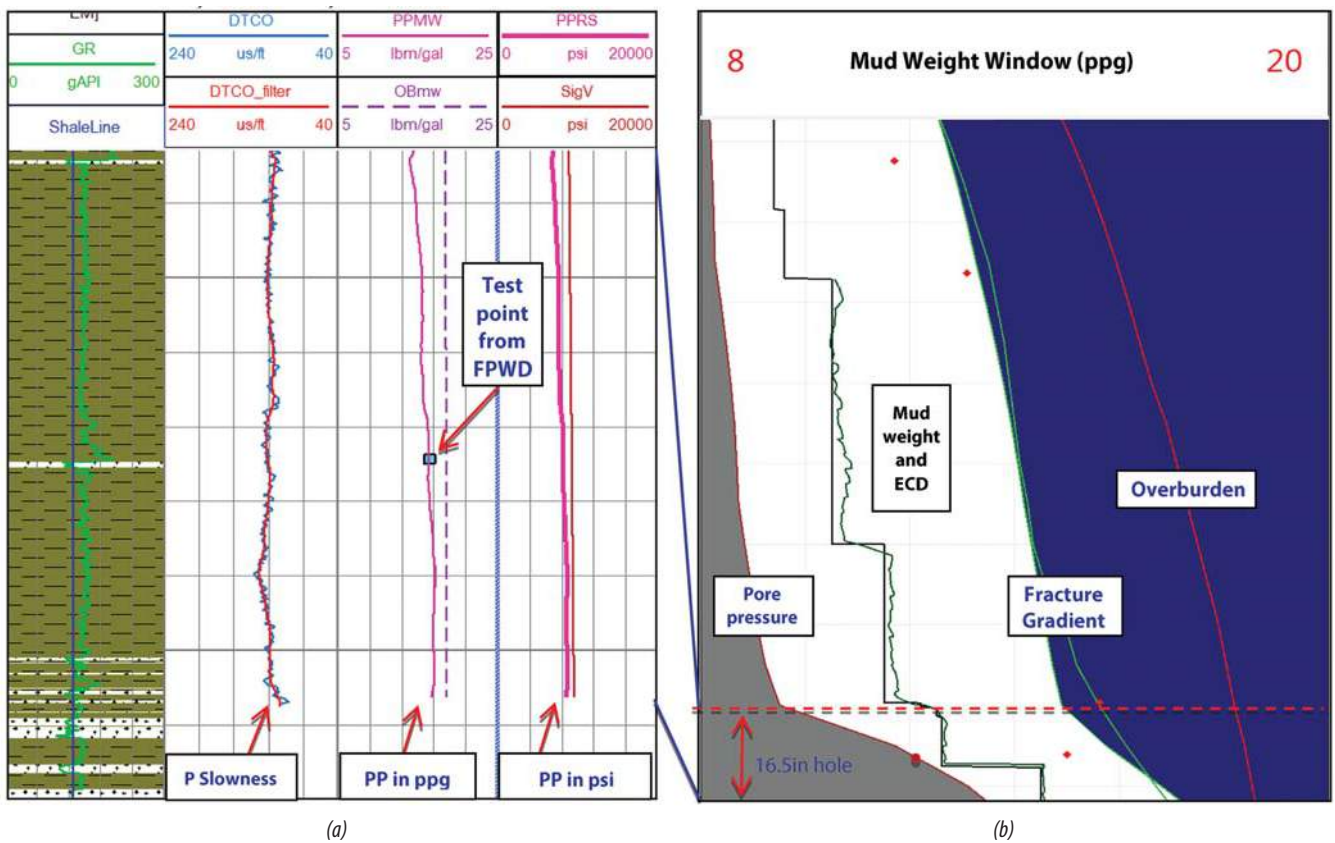 EMJ
GR
0 gAPI 300
ShaleLine
DTCO
240 us/ft 40
DTCO_filter
240 us/ft 40
PPMW
5 lbm/gal 25
OBmw
5 lbm/gal 25
PPRS
0 psi 20000
SigV
0 psi 20000
Test
point
from
FPWD
P Slowness
PP in ppg
PP in psi
(a)
8 Mud Weight Window (ppg) 20
Mud
weight
and
ECD
Overburden
Pore
pressure
Fracture
Gradient
16.5in hole
(b)